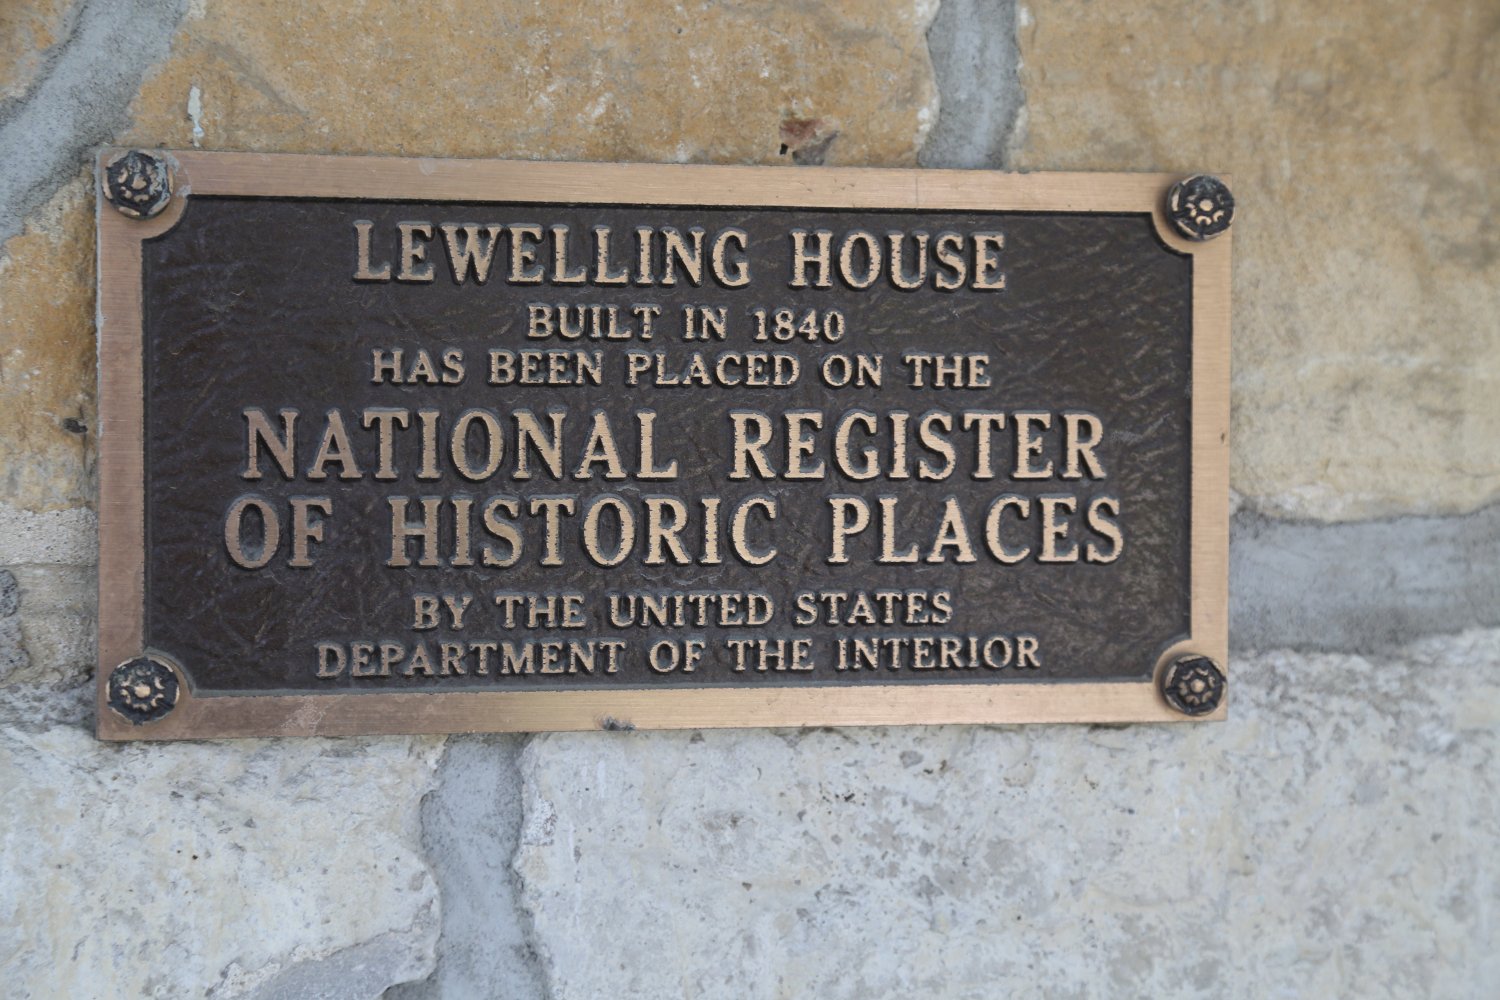 LEWELLING HOUSE
BUILT IN 1840
HAS BEEN PLACED ON THE
NATIONAL REGISTER
OF HISTORIC PLACES
BY THE UNITED STATES
DEPARTMENT OF THE INTERIOR